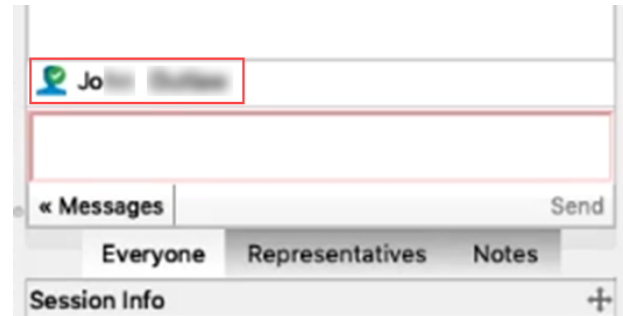 Jo
« Messages Send
Everyone Representatives Notes
Session Info